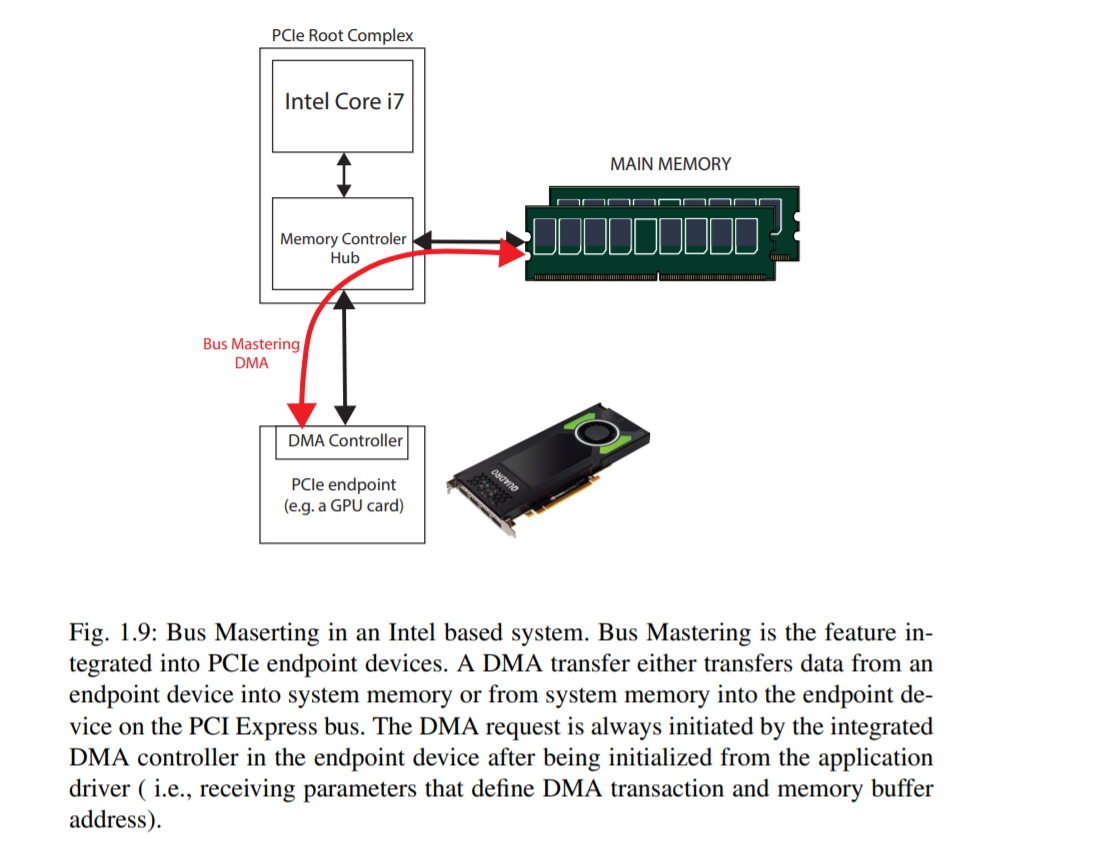 PCIe Root Complex
Intel Core i7
MAIN MEMORY
Memory Controler
Hub
Bus Mastering
DMA
DMA Controller
PCIe endpoint
(e.g. a GPU card)
QUADRO
Fig. 1.9: Bus Maserting in an Intel based system. Bus Mastering is the feature in-
tegrated into PCIe endpoint devices. A DMA transfer either transfers data from an
endpoint device into system memory or from system memory into the endpoint de-
vice on the PCI Express bus. The DMA request is always initiated by the integrated
DMA controller in the endpoint device after being initialized from the application
driver ( i.e., receiving parameters that define DMA transaction and memory buffer
address).